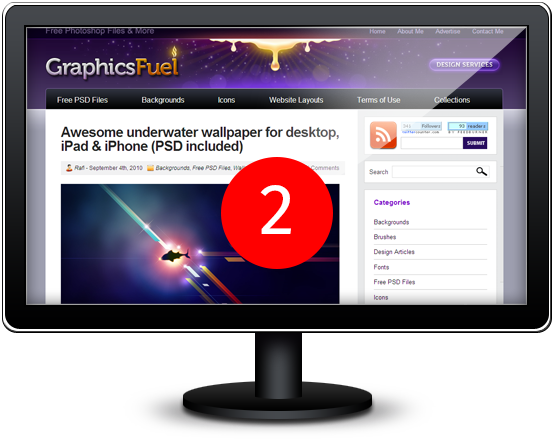 Free Photoshop Files & More
Home About Me Advertise Contact Me
GraphicsFuel
DESIGN SERVICES
Free PSD Files Backgrounds Icons Website Layouts Terms of Use Collections
Awesome underwater wallpaper for desktop,
iPad & iPhone (PSD included)
Rafi - September 4th, 2010 Backgrounds, Free PSD Files, Comments
2
Followers
93 readers
SUBMIT
Search
Categories
Backgrounds
Brushes
Design Articles
Fonts
Free PSD Files
Icons